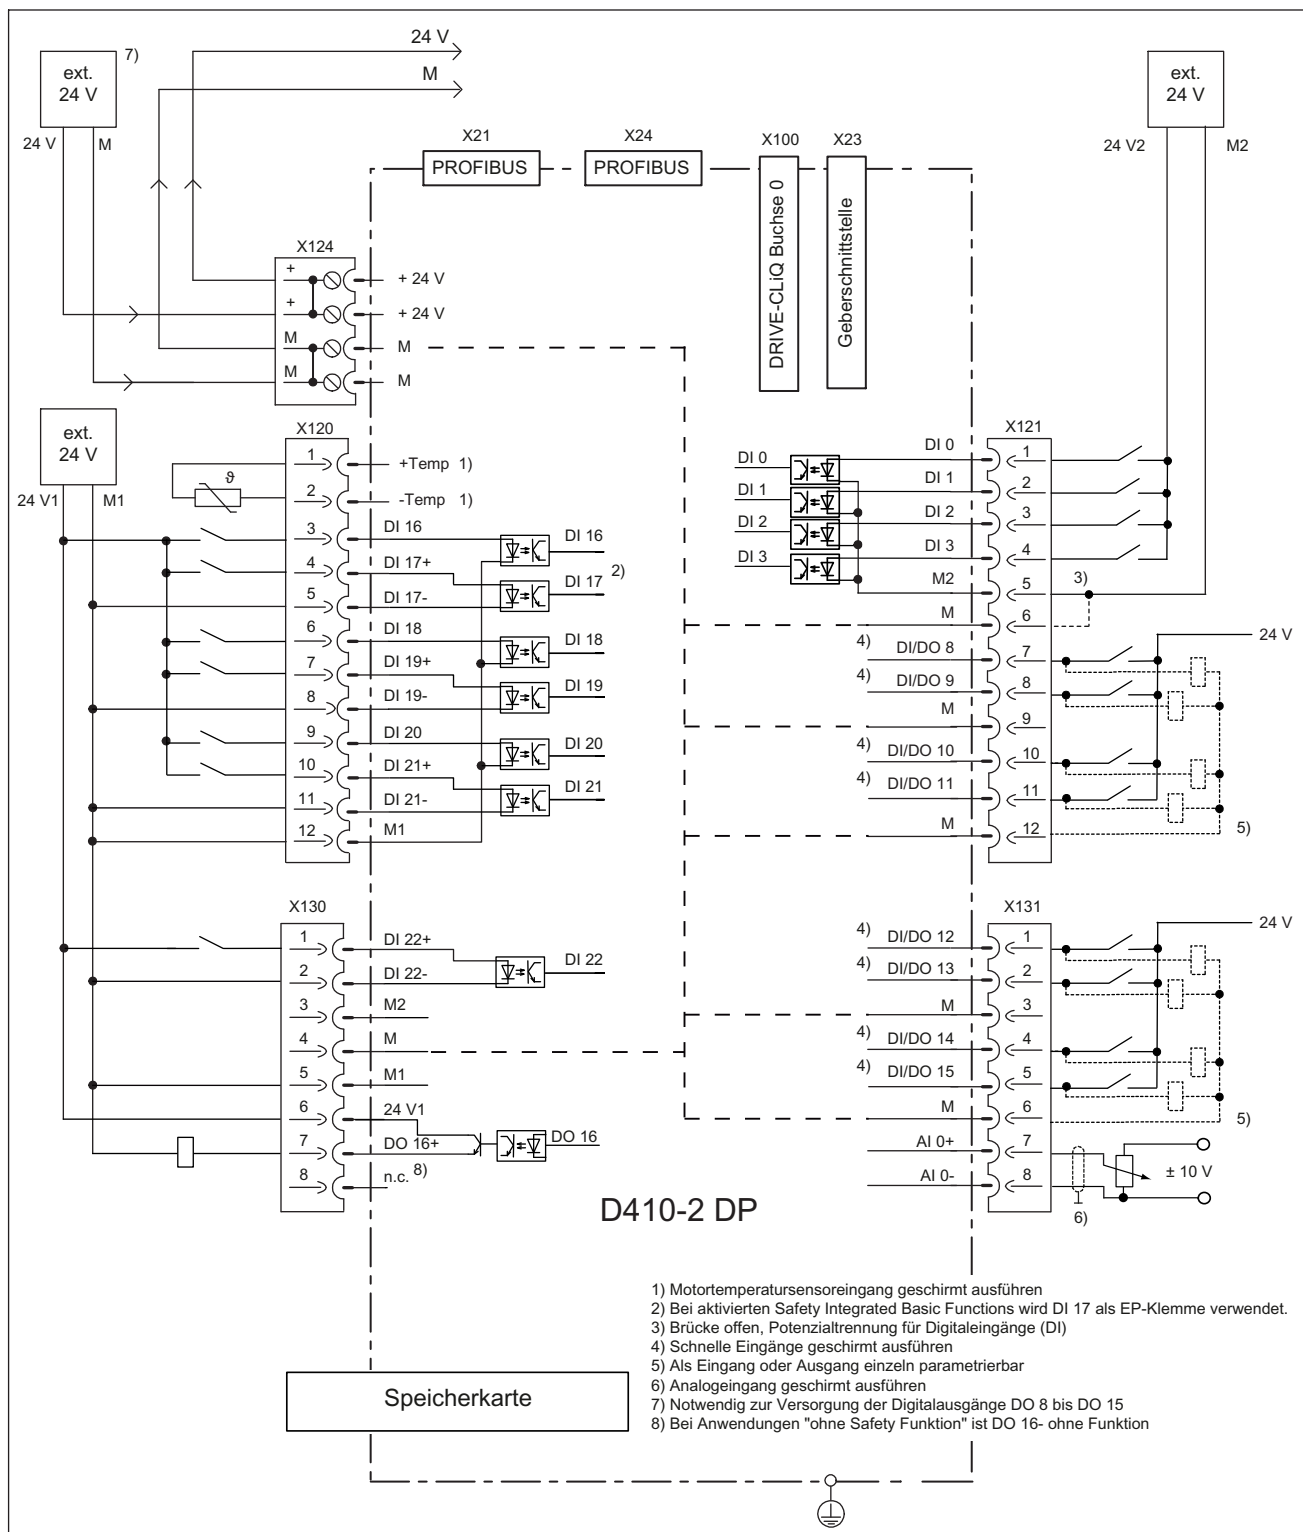 24 V
M
ext.
24 V
7)
24 V
M
ext.
24 V
24 V2
M2
X21
PROFIBUS
X24
PROFIBUS
X100
DRIVE-CLiQ Buchse 0
X23
Geberschnittstelle
X124
+
+ 24 V
+
+ 24 V
M
M
M
M
ext.
24 V
24 V1
M1
X120
ϑ
1
+Temp 1)
2
-Temp 1)
3
DI 16
DI 16
4
DI 17+
DI 17
2)
5
DI 17-
6
DI 18
DI 18
7
DI 19+
DI 19
8
DI 19-
9
DI 20
DI 20
10
DI 21+
DI 21
11
DI 21-
12
M1
X121
DI 0
DI 0
1
DI 1
DI 1
2
DI 2
DI 2
3
DI 3
DI 3
4
M2
5
3)
M
6
24 V
4)
DI/DO 8
7
4)
DI/DO 9
8
M
9
4)
DI/DO 10
10
4)
DI/DO 11
11
M
12
5)
X130
1
DI 22+
DI 22
2
DI 22-
3
M2
4
M
5
M1
6
24 V1
7
DO 16+
DO 16
8
n.c. 8)
X131
24 V
4)
DI/DO 12
1
4)
DI/DO 13
2
M
3
4)
DI/DO 14
4
4)
DI/DO 15
5
M
6
5)
AI 0+
7
AI 0-
8
± 10 V
6)
D410-2 DP
1) Motortemperatursensoreingang geschirmt ausführen
2) Bei aktivierten Safety Integrated Basic Functions wird DI 17 als EP-Klemme verwendet.
3) Brücke offen, Potenzialtrennung für Digitaleingänge (DI)
4) Schnelle Eingänge geschirmt ausführen
5) Als Eingang oder Ausgang einzeln parametrierbar
6) Analogeingang geschirmt ausführen
7) Notwendig zur Versorgung der Digitalausgänge DO 8 bis DO 15
8) Bei Anwendungen "ohne Safety Funktion" ist DO 16- ohne Funktion
Speicherkarte